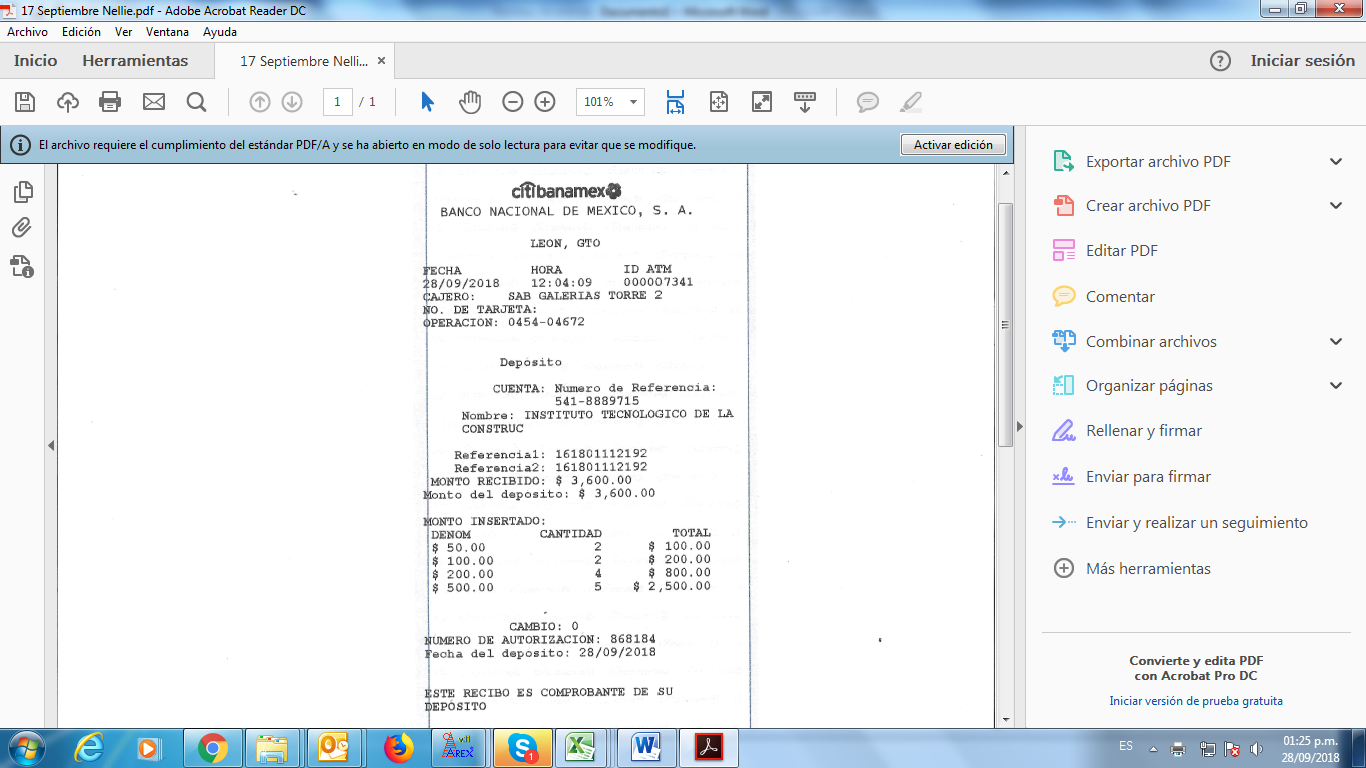 17 Septiembre Nellie.pdf - Adobe Acrobat Reader DC
Archivo Edición Ver Ventana Ayuda
Inicio Herramientas 17 Septiembre Nelli... × Iniciar sesión
1 / 1 101%
El archivo requiere el cumplimiento del estándar PDF/A y se ha abierto en modo de solo lectura para evitar que se modifique. Activar edición
citibanamex
BANCO NACIONAL DE MEXICO, S. A.
LEON, GTO
FECHA HORA ID ATM
28/09/2018 12:04:09 000007341
CAJERO: SAB GALERIAS TORRE 2
NO. DE TARJETA:
OPERACION: 0454-04672
Deposito
CUENTA: Numero de Referencia:
541-8889715
Nombre: INSTITUTO TECNOLOGICO DE LA
CONSTRUC
Referencia1: 161801112192
Referencia2: 161801112192
MONTO RECIBIDO: $ 3,600.00
Monto del deposito: $ 3,600.00
MONTO INSERTADO:
DENOM CANTIDAD TOTAL
$ 50.00 2 $ 100.00
$ 100.00 2 $ 200.00
$ 200.00 4 $ 800.00
$ 500.00 5 $ 2,500.00
CAMBIO: 0
NUMERO DE AUTORIZACION: 868184
Fecha del deposito: 28/09/2018
ESTE RECIBO ES COMPROBANTE DE SU
DEPOSITO
Exportar archivo PDF
Crear archivo PDF
Editar PDF
Comentar
Combinar archivos
Organizar páginas
Rellenar y firmar
Enviar para firmar
Enviar y realizar un seguimiento
Más herramientas
Convierte y edita PDF
con Acrobat Pro DC
Iniciar versión de prueba gratuita
ES 01:25 p.m.
28/09/2018